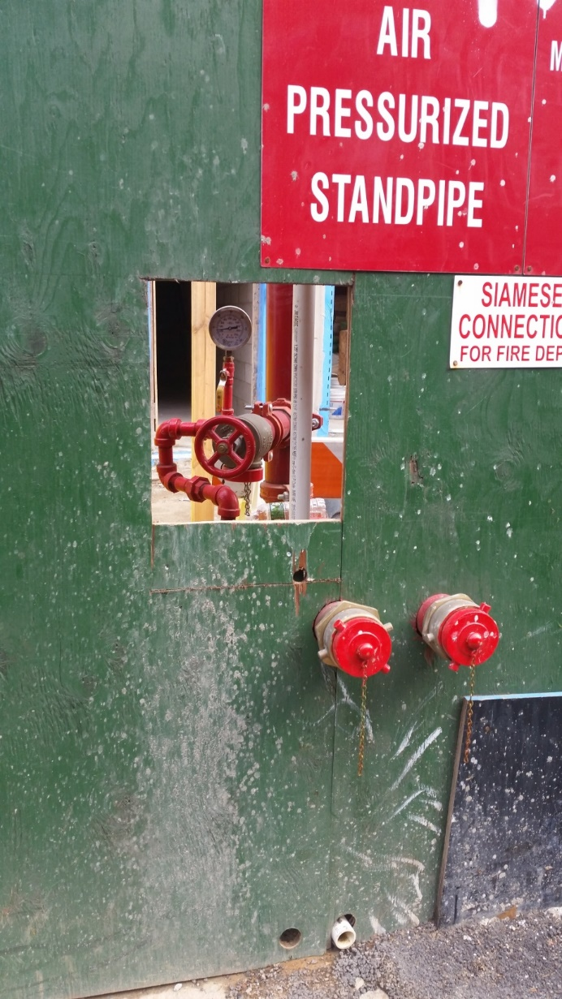 AIR
PRESSURIZED
STANDPIPE
M
SIAMESE
CONNECTIO
FOR FIRE DEP